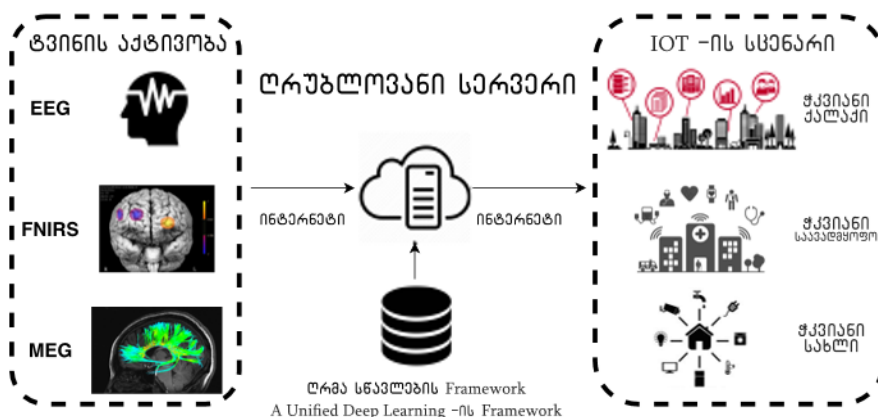 ტვინის აქტივობა
EEG
FNIRS
MEG
ღრუბლოვანი სერვერი
ინტერნეტი
ინტერნეტი
ღრმა სწავლების Framework
A Unified Deep Learning -ის Framework
IOT -ის სცენარი
ჭკვიანი
ქალაქი
ჭკვიანი
საავადმყოფო
ჭკვიანი
სახლი